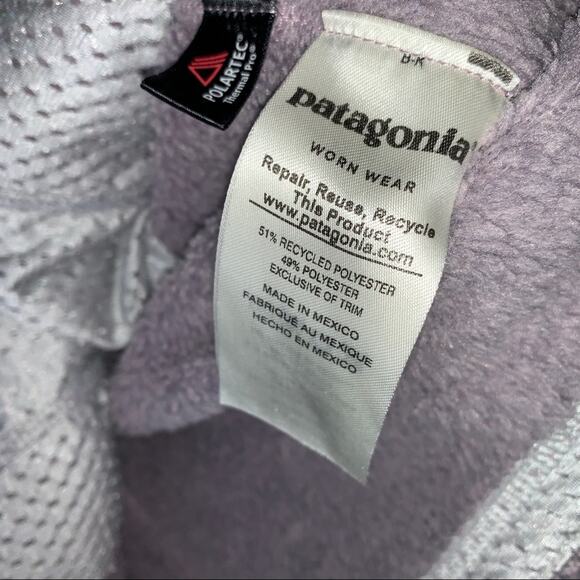 POLARTEC®
Thermal Pro®
patagonia
WORN WEAR
Repair, Reuse, Recycle
This Product
www.patagonia.com
51% RECYCLED POLYESTER
49% POLYESTER
EXCLUSIVE OF TRIM
MADE IN MEXICO
FABRIQUÉ AU MEXIQUE
HECHO EN MÉXICO